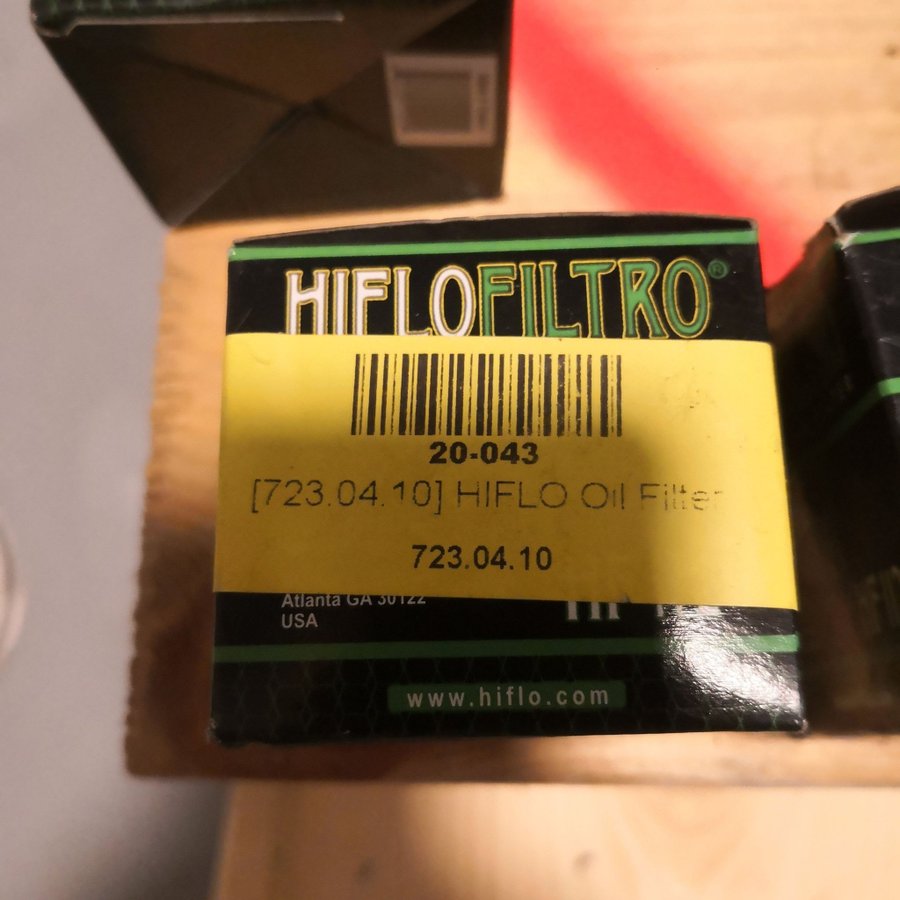 HIFLOFILTRO®
20-043
[723.04.10] HIFLO Oil Filter
723.04.10
Atlanta GA 30122
USA
www.hiflo.com